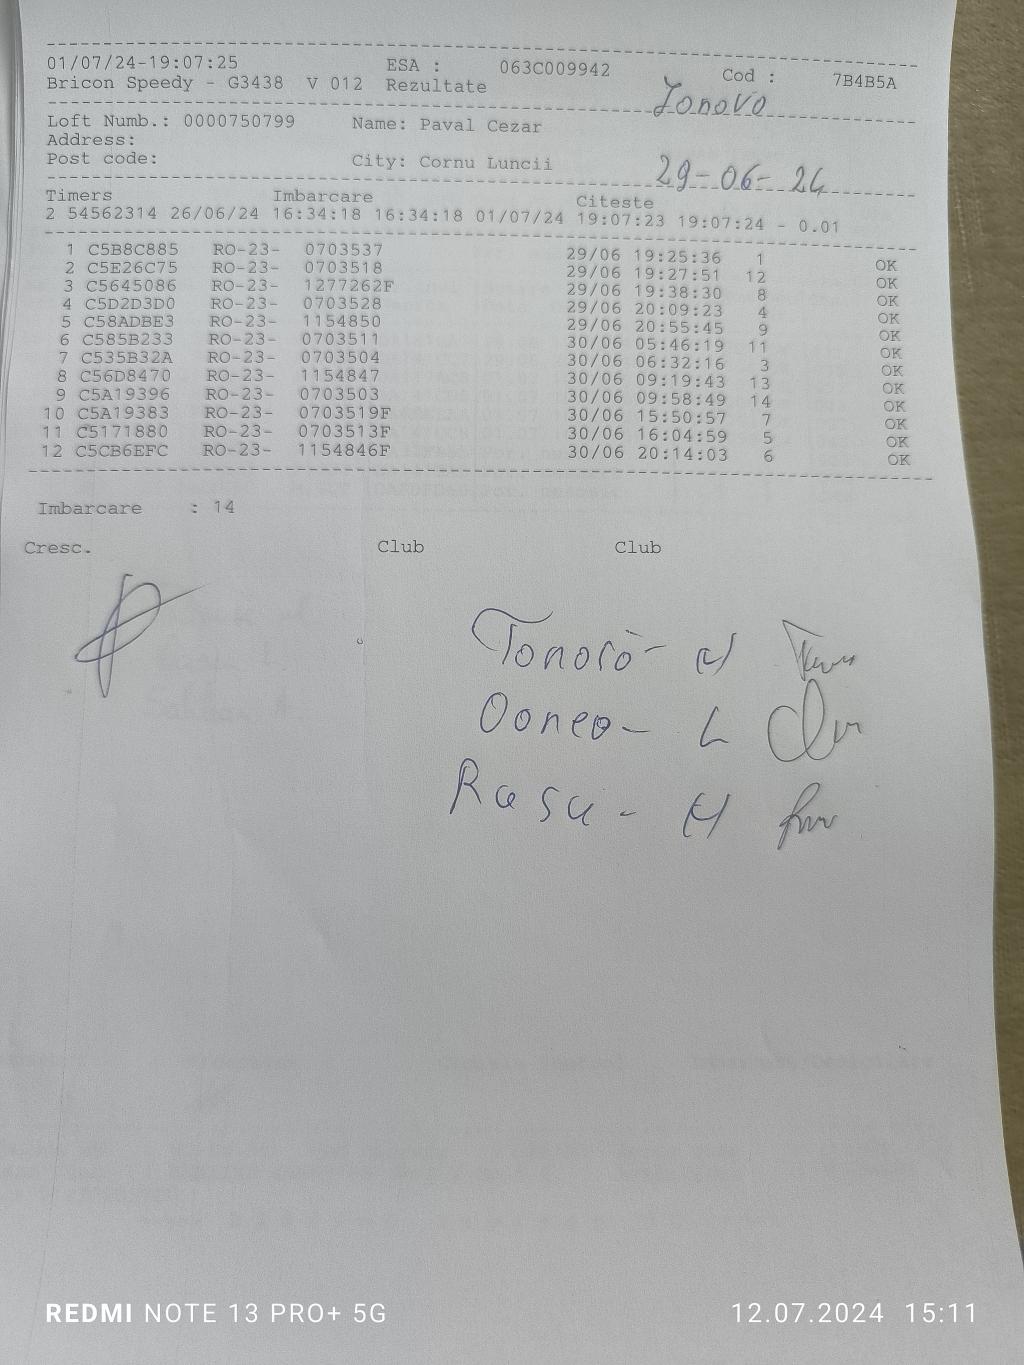 01/07/24-19:07:25 ESA : 063C009942 Cod : 7B4B5A
Bricon Speedy - G3438 V 012 Rezultate
Loft Numb.: 0000750799 Name: Paval Cezar
Address:
Post code: City: Cornu Luncii
29-06-24
Timers Imbarcare Citeste
2 54562314 26/06/24 16:34:18 16:34:18 01/07/24 19:07:23 19:07:24 - 0.01
1 C5B8C885 RO-23- 0703537 29/06 19:25:36 1 OK
2 C5E26C75 RO-23- 0703518 29/06 19:27:51 12 OK
3 C5645086 RO-23- 1277262F 29/06 19:38:30 8 OK
4 C5D2D3D0 RO-23- 0703528 29/06 20:09:23 4 OK
5 C58ADBE3 RO-23- 1154850 29/06 20:55:45 9 OK
6 C585B233 RO-23- 0703511 30/06 05:46:19 11 OK
7 C535B32A RO-23- 0703504 30/06 06:32:16 3 OK
8 C56D8470 RO-23- 1154847 30/06 09:19:43 13 OK
9 C5A19396 RO-23- 0703503 30/06 09:58:49 14 OK
10 C5A19383 RO-23- 0703519F 30/06 15:50:57 7 OK
11 C5171880 RO-23- 0703513F 30/06 16:04:59 5 OK
12 C5CB6EFC RO-23- 1154846F 30/06 20:14:03 6 OK
Imbarcare : 14
Cresc. Club Club
REDMI NOTE 13 PRO+ 5G 12.07.2024 15:11